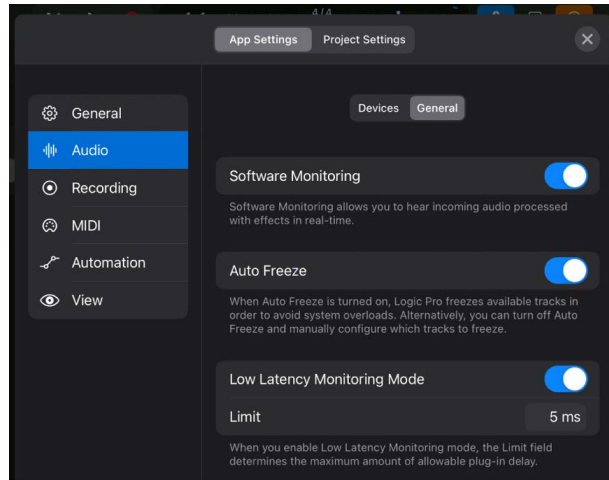 4/4
App Settings
Project Settings
General
Audio
Recording
MIDI
Automation
View
Devices
General
Software Monitoring
Software Monitoring allows you to hear incoming audio processed
with effects in real-time.
Auto Freeze
When Auto Freeze is turned on, Logic Pro freezes available tracks in
order to avoid system overloads. Alternatively, you can turn off Auto
Freeze and manually configure which tracks to freeze.
Low Latency Monitoring Mode
Limit
5 ms
When you enable Low Latency Monitoring mode, the Limit field
determines the maximum amount of allowable plug-in delay.